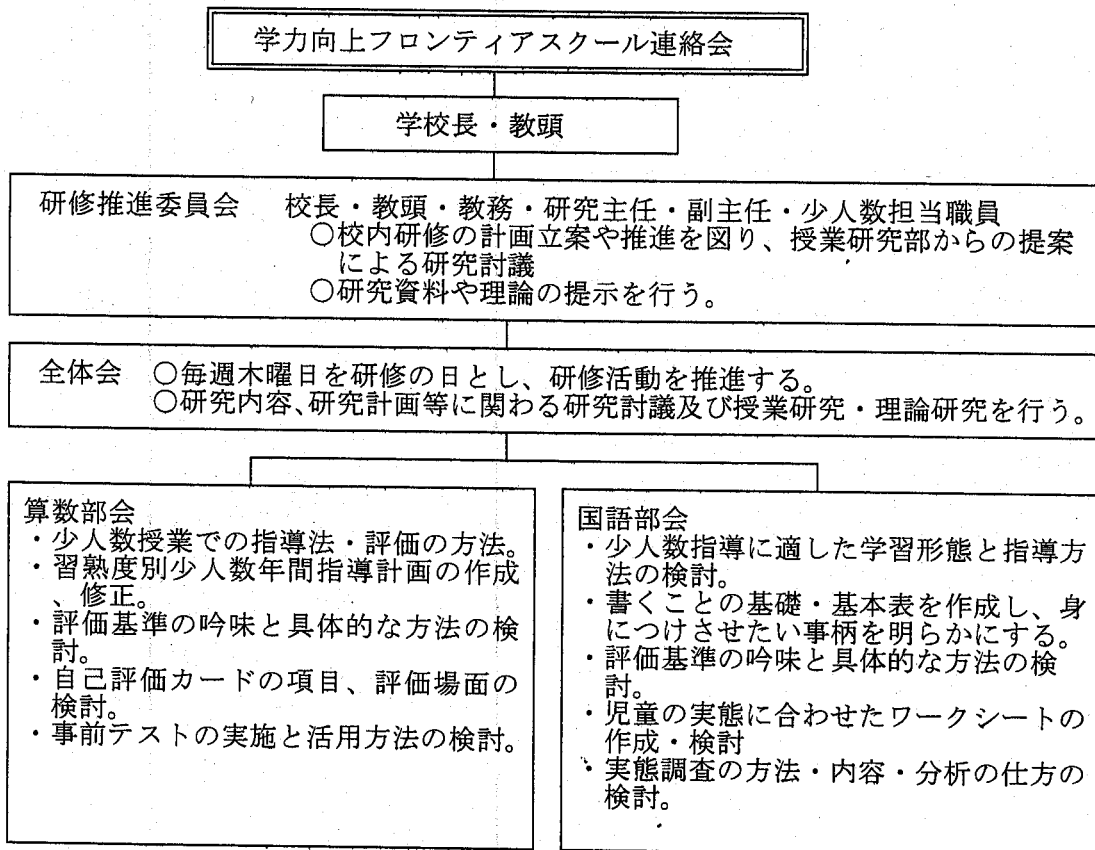 学力向上フロンティアスクール連絡会
学校長・教頭
研修推進委員会　校長・教頭・教務・研究主任・副主任・少人数担当職員
○校内研修の計画立案や推進を図り、授業研究部からの提案
による研究討議
○研究資料や理論の提示を行う。
全体会　○毎週木曜日を研修の日とし、研修活動を推進する。
○研究内容、研究計画等に関わる研究討議及び授業研究・理論研究を行う。
算数部会
・少人数授業での指導法・評価の方法。
・習熟度別少人数年間指導計画の作成
、修正。
・評価基準の吟味と具体的な方法の検
討。
・自己評価カードの項目、評価場面の
検討。
・事前テストの実施と活用方法の検討。
国語部会
・少人数指導に適した学習形態と指導方
法の検討。
・書くことの基礎・基本表を作成し、身
につけさせたい事柄を明らかにする。
・評価基準の吟味と具体的な方法の検
討。
・児童の実態に合わせたワークシートの
作成・検討
・実態調査の方法・内容・分析の仕方の
検討。